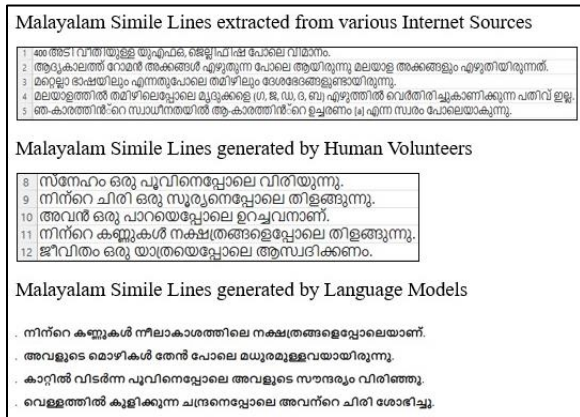 Malayalam Simile Lines extracted from various Internet Sources
1 400 അടി വീതിയുള്ള യുഎഫ്ഒ, ജെല്ലിഫിഷ് പോലെ വിമാനം.
2 ആദ്യകാലത്ത് റോമൻ അക്കങ്ങൾ എഴുതുന്ന പോലെ ആയിരുന്നു മലയാള അക്കങ്ങളും എഴുതിയിരുന്നത്.
3 മറ്റെല്ലാ ഭാഷയിലും എന്നതുപോലെ തമിഴിലും ദേശഭേദങ്ങളുണ്ടായിരുന്നു.
4 മലയാളത്തിൽ തമിഴിലെപ്പോലെ മൃദുക്കളെ (ഗ, ജ, ഡ, ദ, ബ) എഴുത്തിൽ വെർതിരിച്ചുകാണിക്കുന്ന പതിവ് ഇല്ല.
5 ഞ-കാരത്തിൻ്റെ സ്വാധീനതയിൽ ആ-കാരത്തിൻ്റെ ഉച്ചരണം [a] എന്ന സ്വരം പോലെയാകുന്നു.
Malayalam Simile Lines generated by Human Volunteers
8 സ്നേഹം ഒരു പൂവിനെപ്പോലെ വിരിയുന്നു.
9 നിന്റെ ചിരി ഒരു സൂര്യനെപ്പോലെ തിളങ്ങുന്നു.
10 അവൻ ഒരു പാറയെപ്പോലെ ഉറച്ചവനാണ്.
11 നിന്റെ കണ്ണുകൾ നക്ഷത്രങ്ങളെപ്പോലെ തിളങ്ങുന്നു.
12 ജീവിതം ഒരു യാത്രയെപ്പോലെ ആസ്വദിക്കണം.
Malayalam Simile Lines generated by Language Models
. നിന്റെ കണ്ണുകൾ നീലാകാശത്തിലെ നക്ഷത്രങ്ങളെപ്പോലെയാണ്.
. അവളുടെ മൊഴികൾ തേൻ പോലെ മധുരമുള്ളവയായിരുന്നു.
. കാറ്റിൽ വിടർന്ന പൂവിനെപ്പോലെ അവളുടെ സൗന്ദര്യം വിരിഞ്ഞു.
. വെള്ളത്തിൽ കുളിക്കുന്ന ചന്ദ്രനെപ്പോലെ അവന്റെ ചിരി ശോഭിച്ചു.